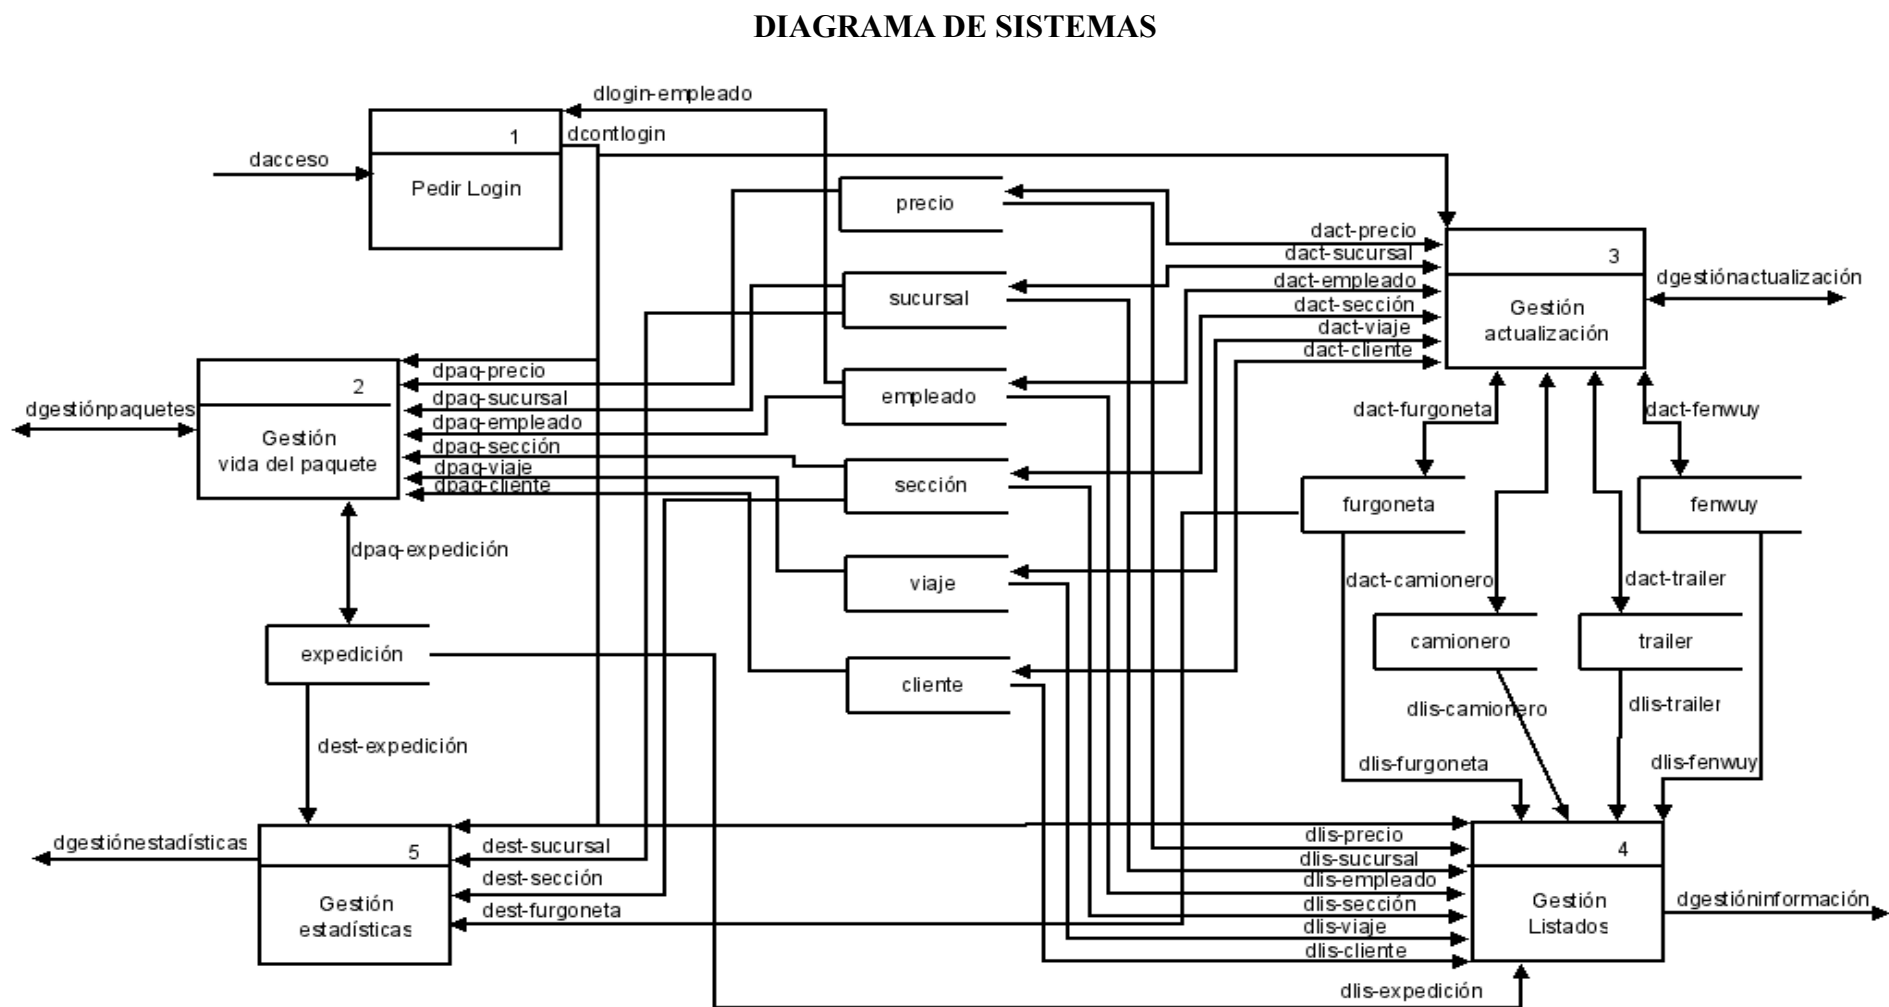 DIAGRAMA DE SISTEMAS
dlogin-empleado
1
dcontlogin
dacceso
Pedir Login
precio
dact-precio
dact-sucursal
3
dact-empleado
dgestiónactualización
sucursal
dact-sección
Gestión
actualización
dact-viaje
dact-cliente
dpaq-precio
2
dpaq-sucursal
empleado
dgestiónpaquetes
dact-furgoneta
dact-fenwuy
dpaq-empleado
Gestión
vida del paquete
dpaq-sección
dpaq-viaje
dpaq-cliente
sección
furgoneta
fenwuy
dpaq-expedición
viaje
dact-camionero
dact-trailer
expedición
camionero
trailer
cliente
dlis-camionero
dlis-trailer
dest-expedición
dlis-furgoneta
dlis-fenwuy
dgestiónestadísticas
5
dest-sucursal
dlis-precio
4
dlis-sucursal
dest-sección
dlis-empleado
Gestión
estadísticas
dest-furgoneta
dlis-sección
Gestión
Listados
dgestióninformación
dlis-viaje
dlis-cliente
dlis-expedición